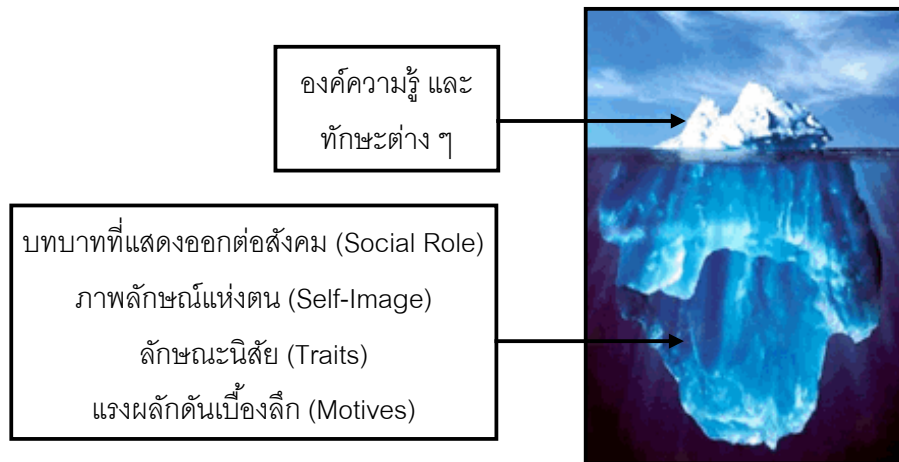 องค์ความรู้ และ
ทักษะต่าง ๆ
บทบาทที่แสดงออกต่อสังคม (Social Role)
ภาพลักษณ์แห่งตน (Self-Image)
ลักษณะนิสัย (Traits)
แรงผลักดันเบื้องลึก (Motives)